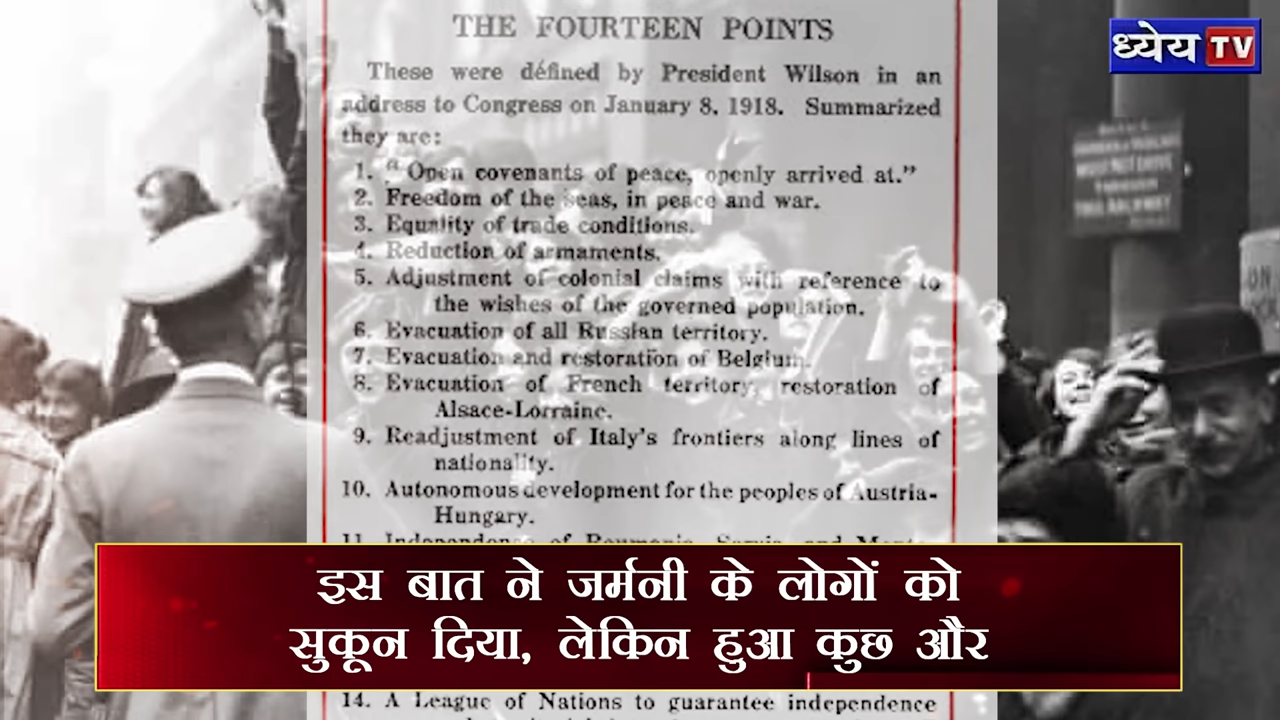 ध्येय TV
THE FOURTEEN POINTS
These were défined by President Wilson in an
address to Congress on January 8, 1918. Summarized
they are:
1. “Open covenants of peace, openly arrived at.”
2. Freedom of the seas, in peace and war.
3. Equality of trade conditions.
4. Reduction of armaments.
5. Adjustment of colonial claims with reference to
the wishes of the governed population.
6. Evacuation of all Russian territory.
7. Evacuation and restoration of Belgium.
8. Evacuation of French territory, restoration of
Alsace-Lorraine.
9. Readjustment of Italy's frontiers along lines of
nationality.
10. Autonomous development for the peoples of Austria-
Hungary.
इस बात ने जर्मनी के लोगों को
सुकून दिया, लेकिन हुआ कुछ और
14. A League of Nations to guarantee independence